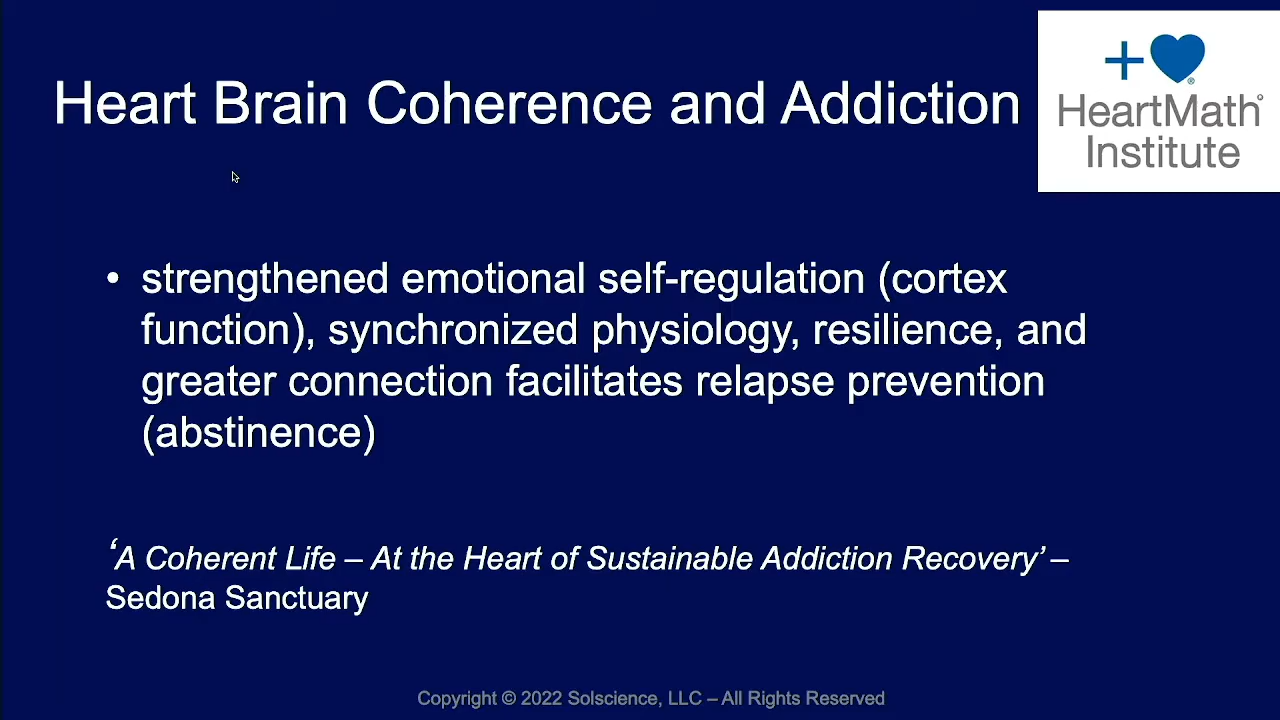 Heart Brain Coherence and Addiction
HeartMath®
Institute
• strengthened emotional self-regulation (cortex
function), synchronized physiology, resilience, and
greater connection facilitates relapse prevention
(abstinence)
‘A Coherent Life – At the Heart of Sustainable Addiction Recovery’ –
Sedona Sanctuary
Copyright © 2022 Solscience, LLC – All Rights Reserved